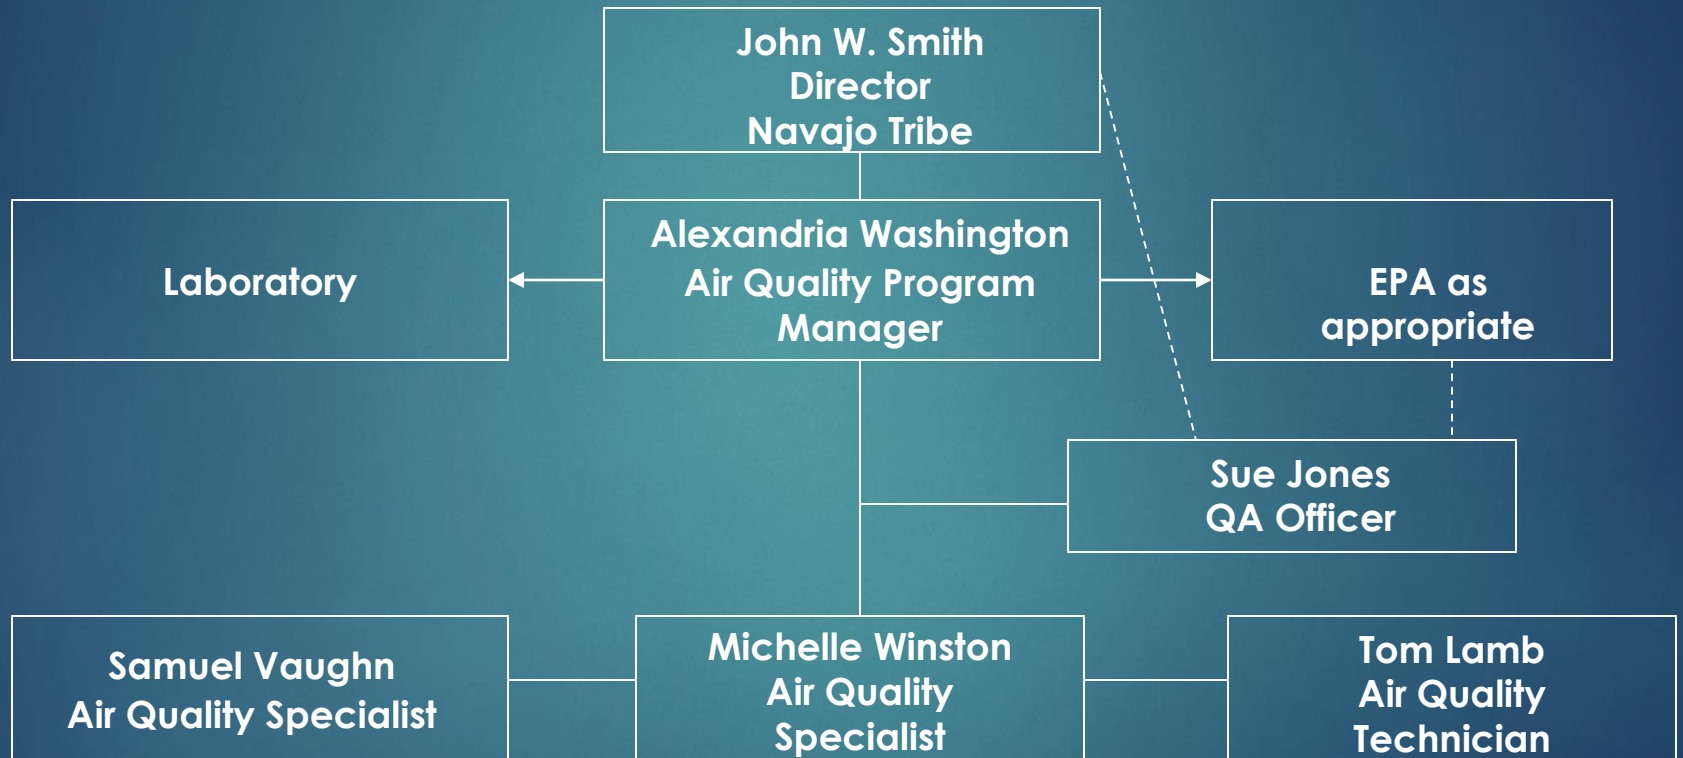 John W. Smith
Director
Navajo Tribe
Laboratory
Alexandria Washington
Air Quality Program
Manager
EPA as
appropriate
Sue Jones
QA Officer
Samuel Vaughn
Air Quality Specialist
Michelle Winston
Air Quality
Specialist
Tom Lamb
Air Quality
Technician